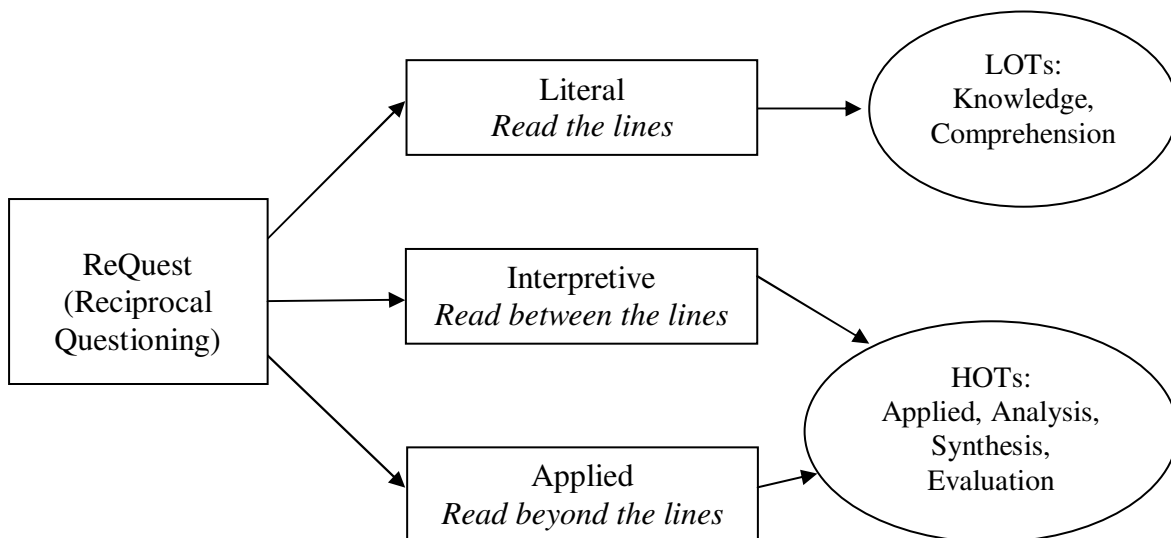 Literal
Read the lines
LOTs:
Knowledge,
Comprehension
ReQuest
(Reciprocal
Questioning)
Interpretive
Read between the lines
HOTs:
Applied, Analysis,
Synthesis,
Evaluation
Applied
Read beyond the lines